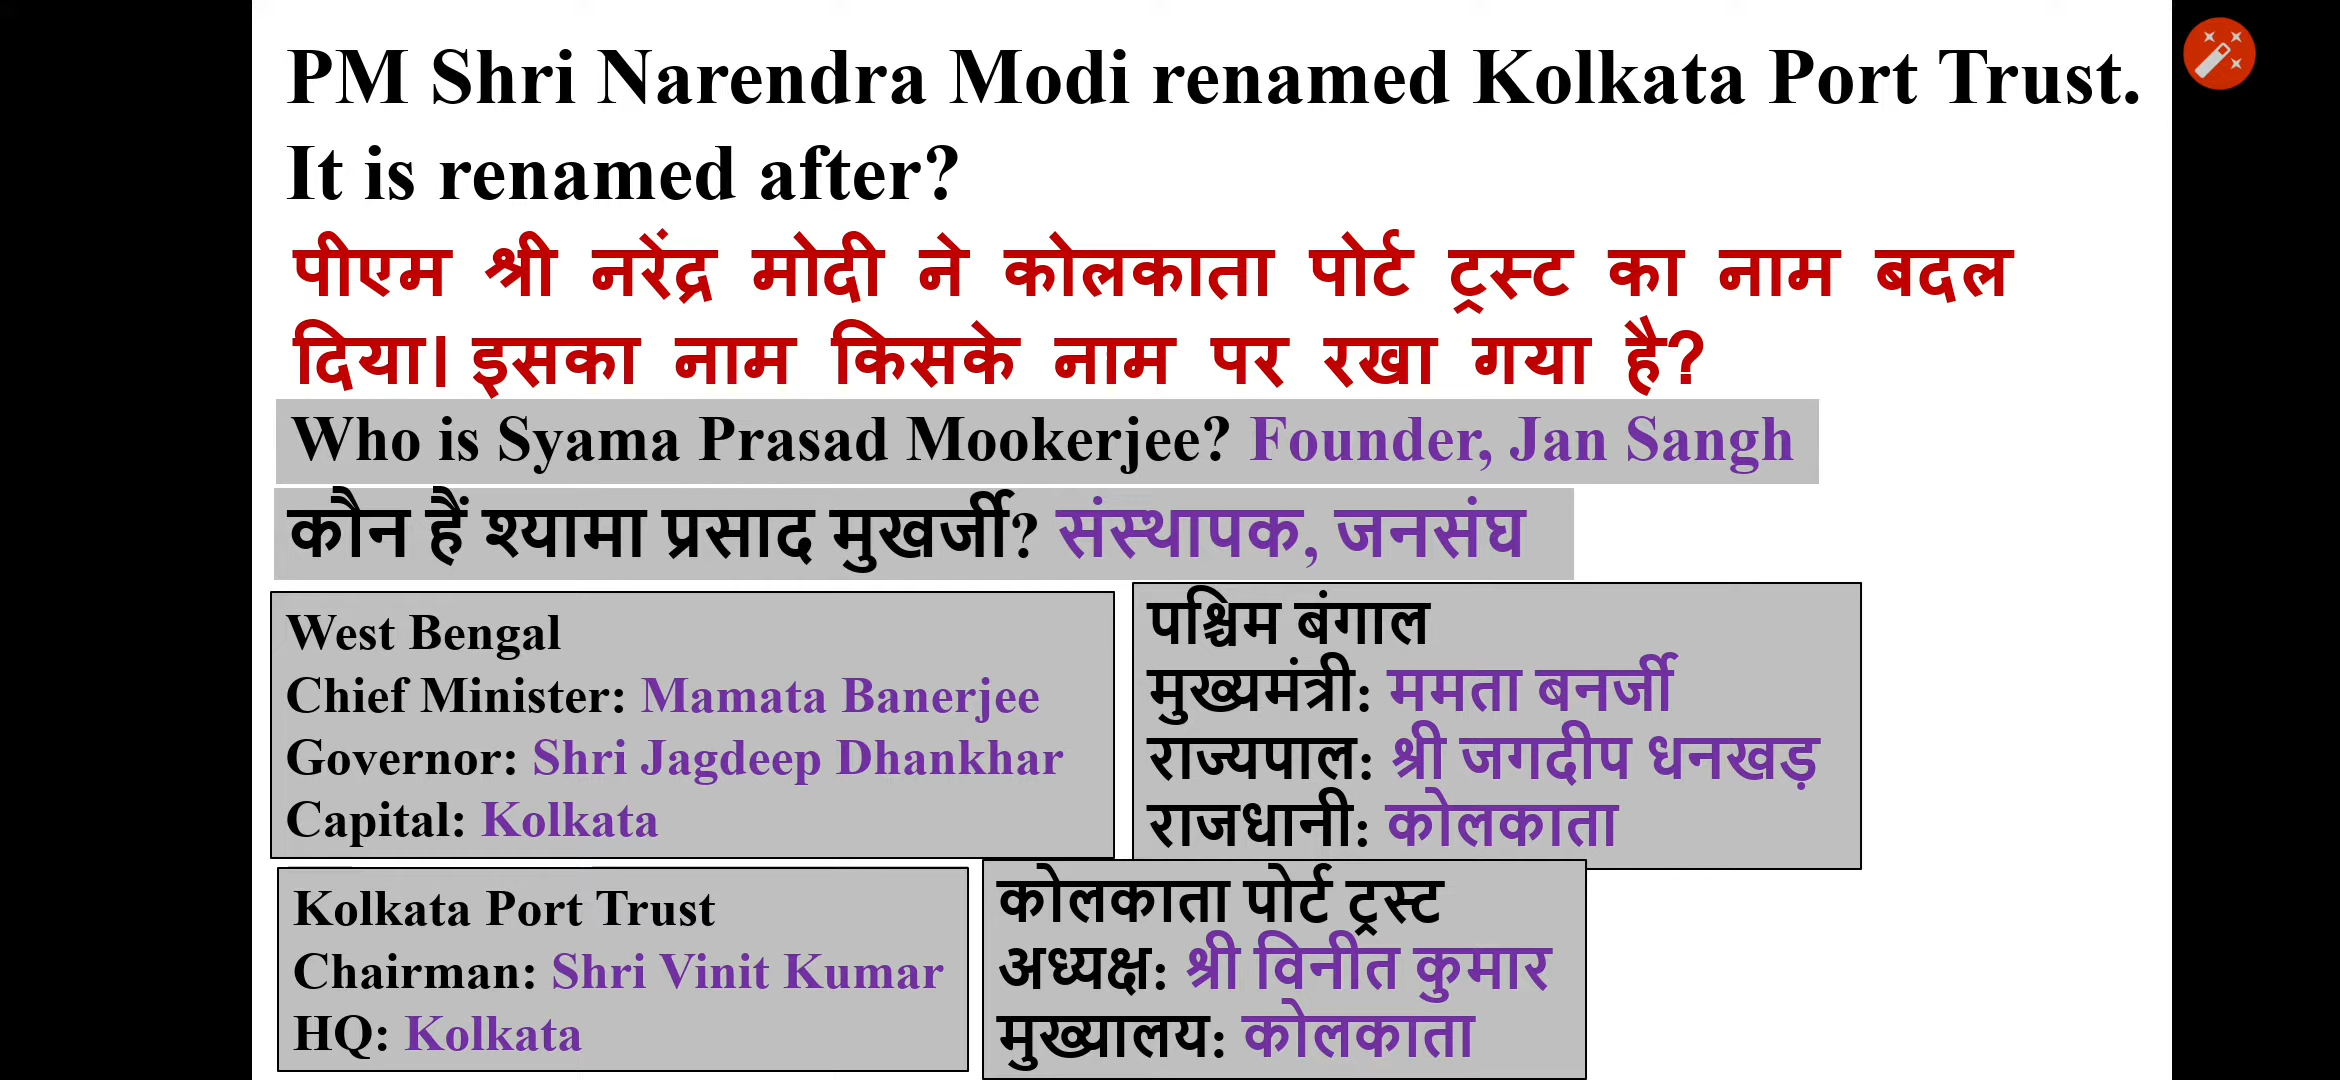 PM Shri Narendra Modi renamed Kolkata Port Trust.
It is renamed after?
पीएम श्री नरेंद्र मोदी ने कोलकाता पोर्ट ट्रस्ट का नाम बदल
दिया। इसका नाम किसके नाम पर रखा गया है?
Who is Syama Prasad Mookerjee? Founder, Jan Sangh
कौन हैं श्यामा प्रसाद मुखर्जी? संस्थापक, जनसंघ
West Bengal
Chief Minister: Mamata Banerjee
Governor: Shri Jagdeep Dhankhar
Capital: Kolkata
पश्चिम बंगाल
मुख्यमंत्री: ममता बनर्जी
राज्यपाल: श्री जगदीप धनखड़
राजधानी: कोलकाता
Kolkata Port Trust
Chairman: Shri Vinit Kumar
HQ: Kolkata
कोलकाता पोर्ट ट्रस्ट
अध्यक्ष: श्री विनीत कुमार
मुख्यालय: कोलकाता